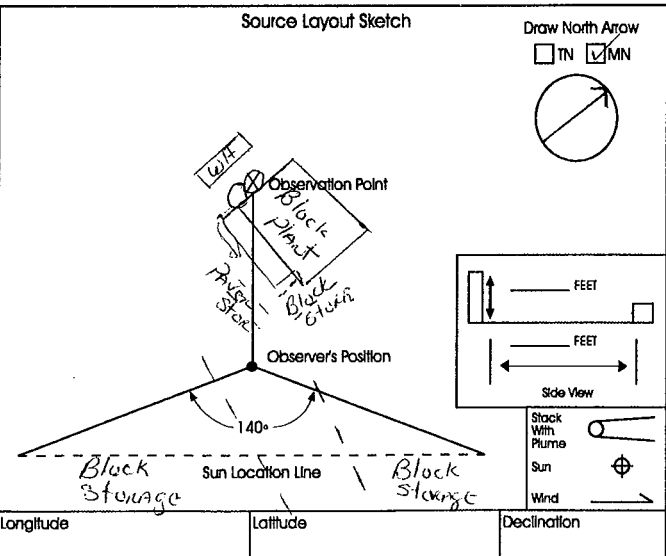 Source Layout Sketch
Draw North Arrow
TN MN
WH
Observation Point
Block
Plant
Block
FEET
FEET
Side View
Observer's Position
140°
Stack
With
Plume
Sun
Wind
Sun Location Line
Block
Storage
Block
Storage
Longitude
Latitude
Declination